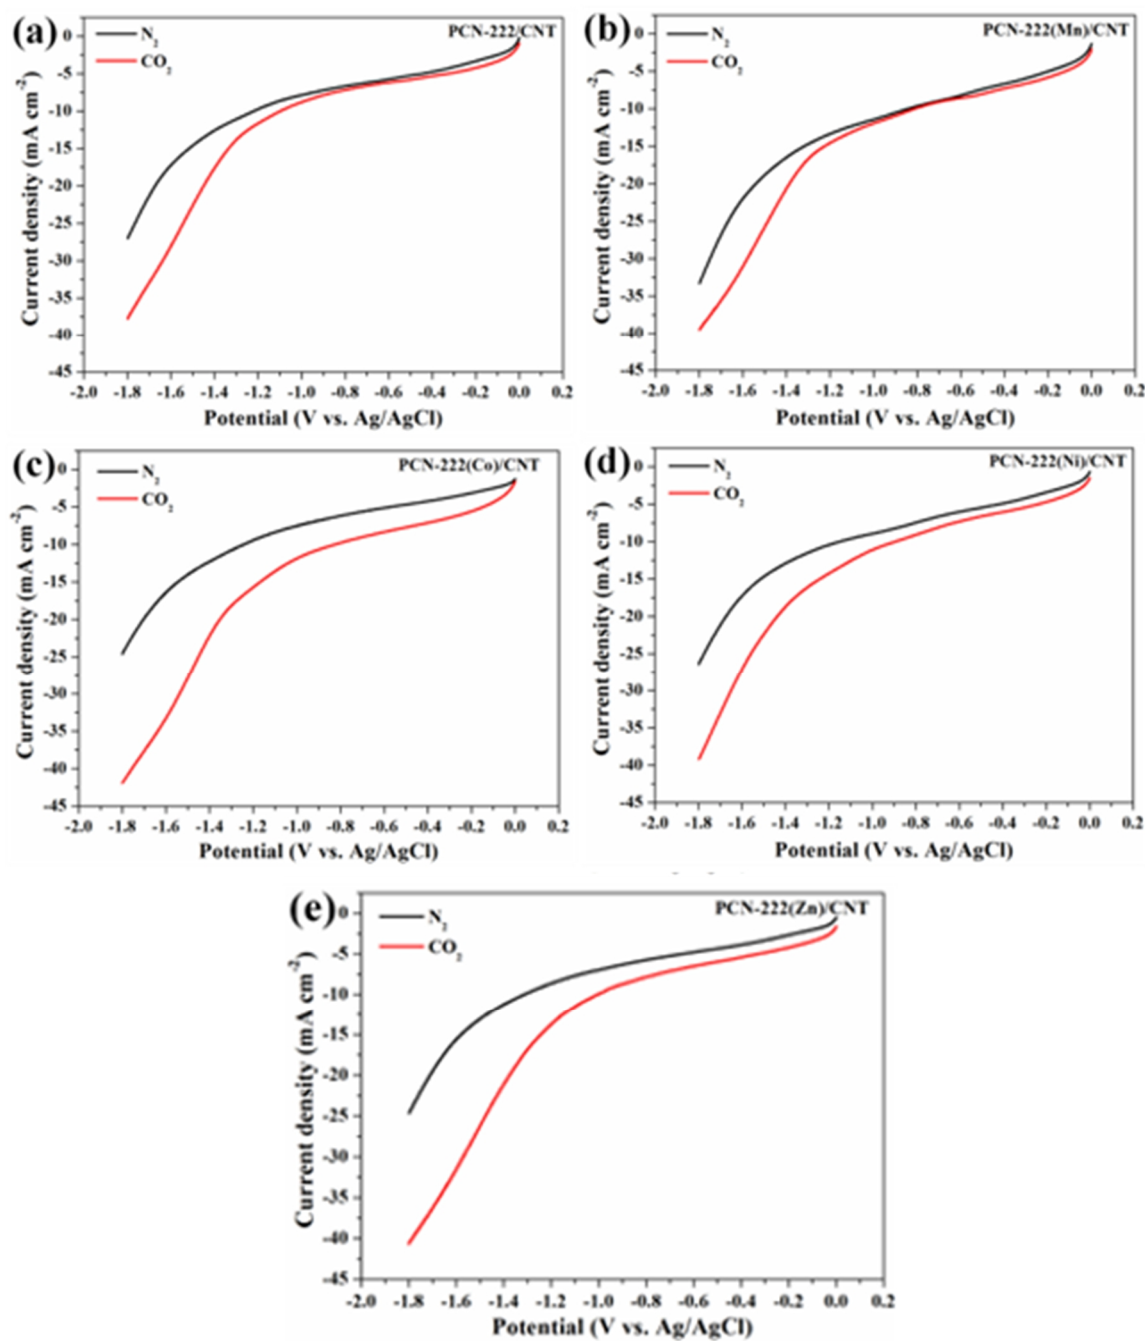 (a)
PCN-222/CNT
N₂
CO₂
0
-5
-10
-15
-20
-25
-30
-35
-40
-45
Current density (mA cm⁻²)
-2.0 -1.8 -1.6 -1.4 -1.2 -1.0 -0.8 -0.6 -0.4 -0.2 0.0 0.2
Potential (V vs. Ag/AgCl)
(b)
PCN-222(Mn)/CNT
N₂
CO₂
0
-5
-10
-15
-20
-25
-30
-35
-40
-45
Current density (mA cm⁻²)
-2.0 -1.8 -1.6 -1.4 -1.2 -1.0 -0.8 -0.6 -0.4 -0.2 0.0 0.2
Potential (V vs. Ag/AgCl)
(c)
PCN-222(Co)/CNT
N₂
CO₂
0
-5
-10
-15
-20
-25
-30
-35
-40
-45
Current density (mA cm⁻²)
-2.0 -1.8 -1.6 -1.4 -1.2 -1.0 -0.8 -0.6 -0.4 -0.2 0.0 0.2
Potential (V vs. Ag/AgCl)
(d)
PCN-222(Ni)/CNT
N₂
CO₂
0
-5
-10
-15
-20
-25
-30
-35
-40
-45
Current density (mA cm⁻²)
-2.0 -1.8 -1.6 -1.4 -1.2 -1.0 -0.8 -0.6 -0.4 -0.2 0.0 0.2
Potential (V vs. Ag/AgCl)
(e)
PCN-222(Zn)/CNT
N₂
CO₂
0
-5
-10
-15
-20
-25
-30
-35
-40
-45
Current density (mA cm⁻²)
-2.0 -1.8 -1.6 -1.4 -1.2 -1.0 -0.8 -0.6 -0.4 -0.2 0.0 0.2
Potential (V vs. Ag/AgCl)